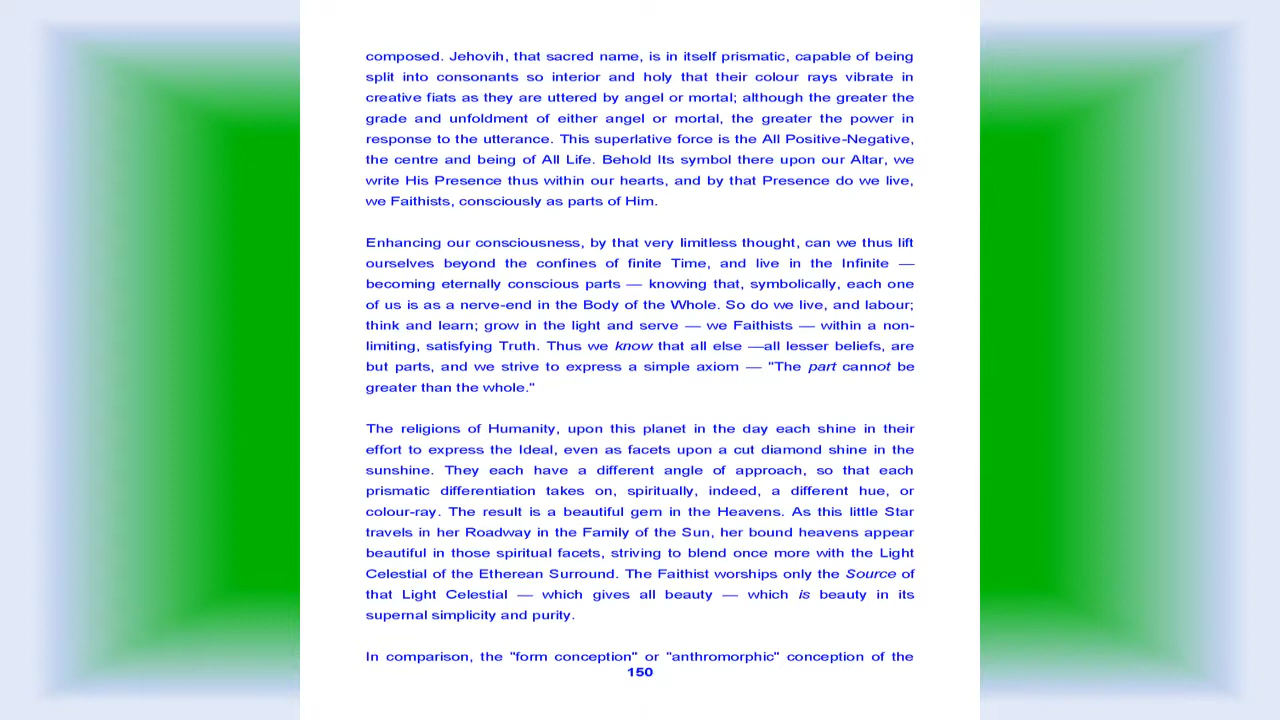 composed. Jehovih, that sacred name, is in itself prismatic, capable of being
split into consonants so interior and holy that their colour rays vibrate in
creative fiats as they are uttered by angel or mortal; although the greater the
grade and unfoldment of either angel or mortal, the greater the power in
response to the utterance. This superlative force is the All Positive-Negative,
the centre and being of All Life. Behold Its symbol there upon our Altar, we
write His Presence thus within our hearts, and by that Presence do we live,
we Faithists, consciously as parts of Him.
Enhancing our consciousness, by that very limitless thought, can we thus lift
ourselves beyond the confines of finite Time, and live in the Infinite —
becoming eternally conscious parts — knowing that, symbolically, each one
of us is as a nerve-end in the Body of the Whole. So do we live, and labour;
think and learn; grow in the light and serve — we Faithists — within a non-
limiting, satisfying Truth. Thus we know that all else —all lesser beliefs, are
but parts, and we strive to express a simple axiom — "The part cannot be
greater than the whole."
The religions of Humanity, upon this planet in the day each shine in their
effort to express the Ideal, even as facets upon a cut diamond shine in the
sunshine. They each have a different angle of approach, so that each
prismatic differentiation takes on, spiritually, indeed, a different hue, or
colour-ray. The result is a beautiful gem in the Heavens. As this little Star
travels in her Roadway in the Family of the Sun, her bound heavens appear
beautiful in those spiritual facets, striving to blend once more with the Light
Celestial of the Etherean Surround. The Faithist worships only the Source of
that Light Celestial — which gives all beauty — which is beauty in its
supernal simplicity and purity.
In comparison, the "form conception" or "anthromorphic" conception of the
150